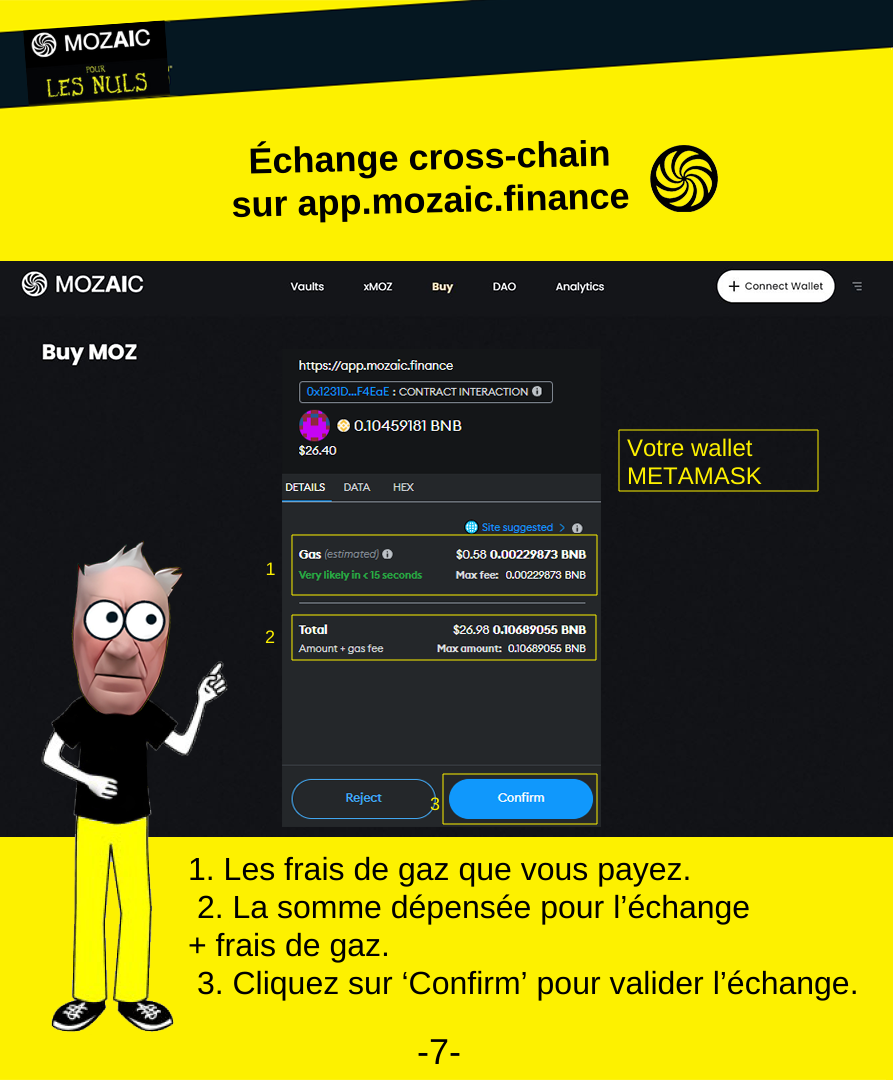 MOZAIC
POUR
LES NULS
Échange cross-chain
sur app.mozaic.finance
MOZAIC
Vaults
xMOZ
Buy
DAO
Analytics
+ Connect Wallet
Buy MOZ
https://app.mozaic.finance
0x1231D...F4EaE : CONTRACT INTERACTION
0.10459181 BNB
$26.40
Votre wallet
METAMASK
DETAILS DATA HEX
Site suggested >
1
Gas (estimated) $0.58 0.00229873 BNB
Very likely in < 15 seconds Max fee: 0.00229873 BNB
2
Total $26.98 0.10689055 BNB
Amount + gas fee Max amount: 0.10689055 BNB
Reject
3
Confirm
1. Les frais de gaz que vous payez.
2. La somme dépensée pour l’échange
+ frais de gaz.
3. Cliquez sur ‘Confirm’ pour valider l’échange.
-7-